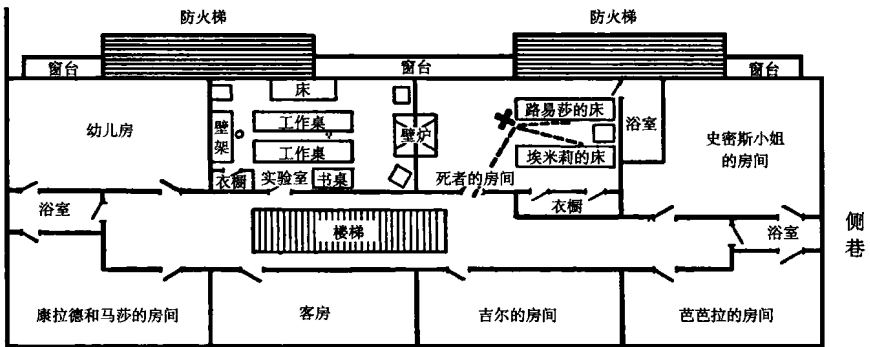 防火梯
防火梯
窗台
窗台
窗台
幼儿房
床
壁架
工作桌
工作桌
壁炉
衣橱
实验室
书桌
死者的房间
路易莎的床
埃米莉的床
衣橱
浴室
史密斯小姐
的房间
浴室
楼梯
浴室
侧巷
康拉德和马莎的房间
客房
吉尔的房间
芭芭拉的房间